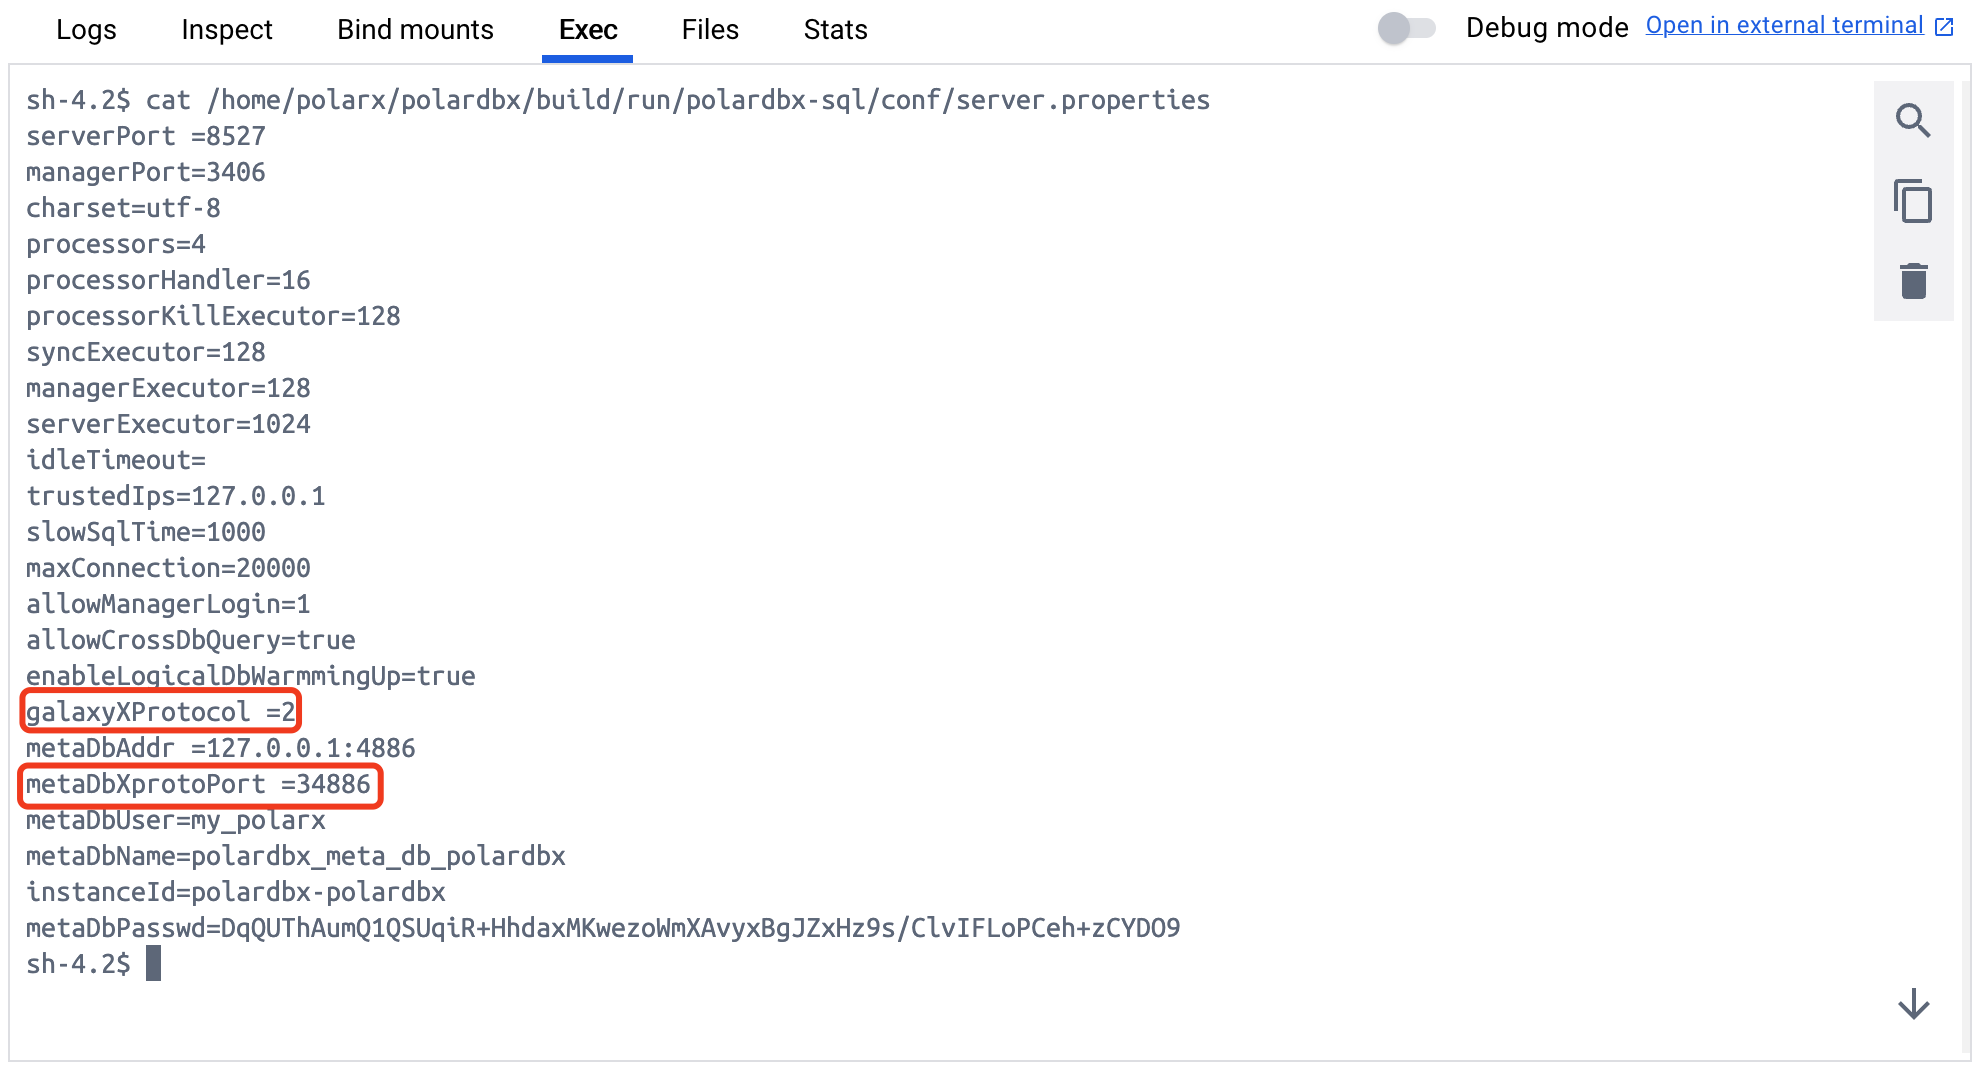 Logs Inspect Bind mounts Exec Files Stats Debug mode Open in external terminal
sh-4.2$ cat /home/polarx/polardbx/build/run/polardbx-sql/conf/server.properties
serverPort =8527
managerPort=3406
charset=utf-8
processors=4
processorHandler=16
processorKillExecutor=128
syncExecutor=128
managerExecutor=128
serverExecutor=1024
idleTimeout=
trustedIps=127.0.0.1
slowSqlTime=1000
maxConnection=20000
allowManagerLogin=1
allowCrossDbQuery=true
enableLogicalDbWarmmingUp=true
galaxyXProtocol =2
metaDbAddr =127.0.0.1:4886
metaDbXprotoPort =34886
metaDbUser=my_polarx
metaDbName=polardbx_meta_db_polardbx
instanceId=polardbx-polardbx
metaDbPasswd=DqQUThAumQ1QSUqiR+HhdaxMKwezoWmXAvyxBgJZxHz9s/ClvIFLoPCeh+zCYDO9
sh-4.2$